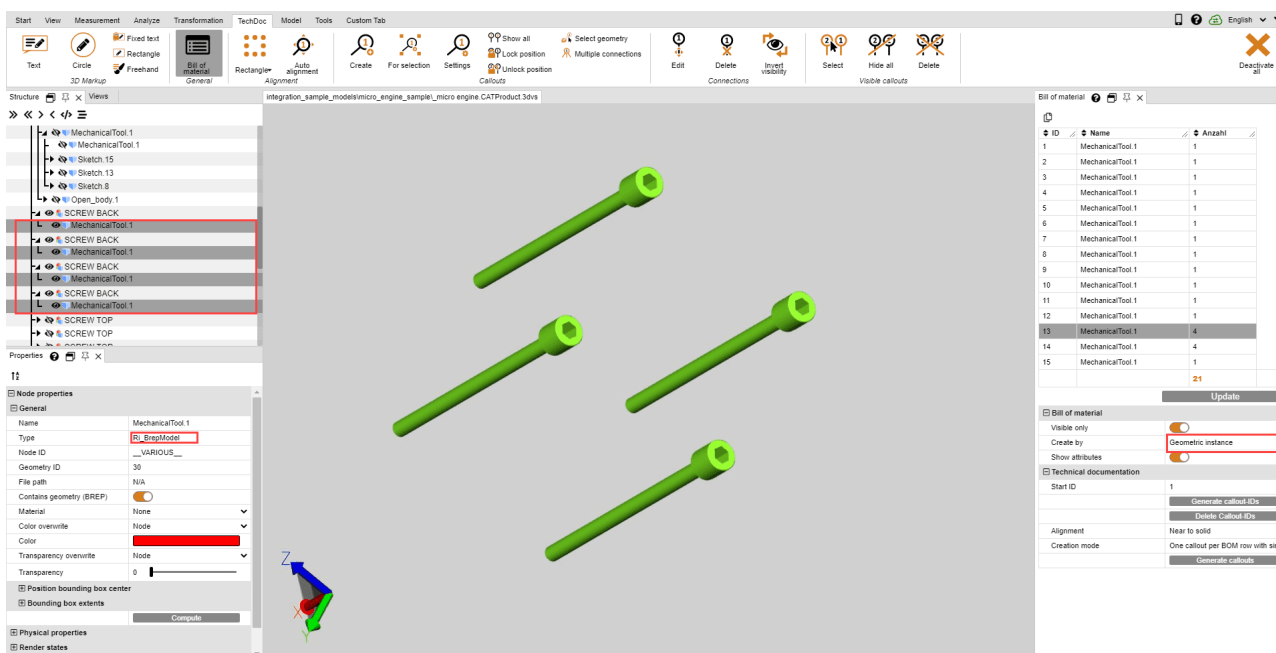 Start View Measurement Analyze Transformation TechDoc Model Tools Custom Tab English
Text Circle Fixed text Rectangle Freehand
3D Markup
Bill of material
General
Rectangle Auto alignment
Alignment
Create For selection Settings Show all Lock position Unlock position Select geometry Multiple connections
Callouts
Edit Delete Invert visibility
Connections
Select Hide all Delete
Visible callouts
Deactivate all
Structure Views
MechanicalTool.1
MechanicalTool.1
Sketch.15
Sketch.13
Sketch.8
Open_body.1
SCREW BACK
MechanicalTool.1
SCREW BACK
MechanicalTool.1
SCREW BACK
MechanicalTool.1
SCREW BACK
MechanicalTool.1
SCREW TOP
SCREW TOP
Properties
Node properties
General
Name MechanicalTool.1
Type Ri_BrepModel
Node ID __VARIOUS__
Geometry ID 30
File path N/A
Contains geometry (BREP)
Material None
Color overwrite Node
Color
Transparency overwrite Node
Transparency 0
Position bounding box center
Bounding box extents
Compute
Physical properties
Render states
integration_sample_models\micro_engine_sample\_micro engine.CATProduct.3dvs
Z
X
Y
Bill of material
ID Name Anzahl
1 MechanicalTool.1 1
2 MechanicalTool.1 1
3 MechanicalTool.1 1
4 MechanicalTool.1 1
5 MechanicalTool.1 1
6 MechanicalTool.1 1
7 MechanicalTool.1 1
8 MechanicalTool.1 1
9 MechanicalTool.1 1
10 MechanicalTool.1 1
11 MechanicalTool.1 1
12 MechanicalTool.1 1
13 MechanicalTool.1 4
14 MechanicalTool.1 4
15 MechanicalTool.1 1
21
Update
Bill of material
Visible only
Create by Geometric instance
Show attributes
Technical documentation
Start ID 1
Generate callout-IDs
Delete Callout-IDs
Alignment Near to solid
Creation mode One callout per BOM row with
Generate callouts